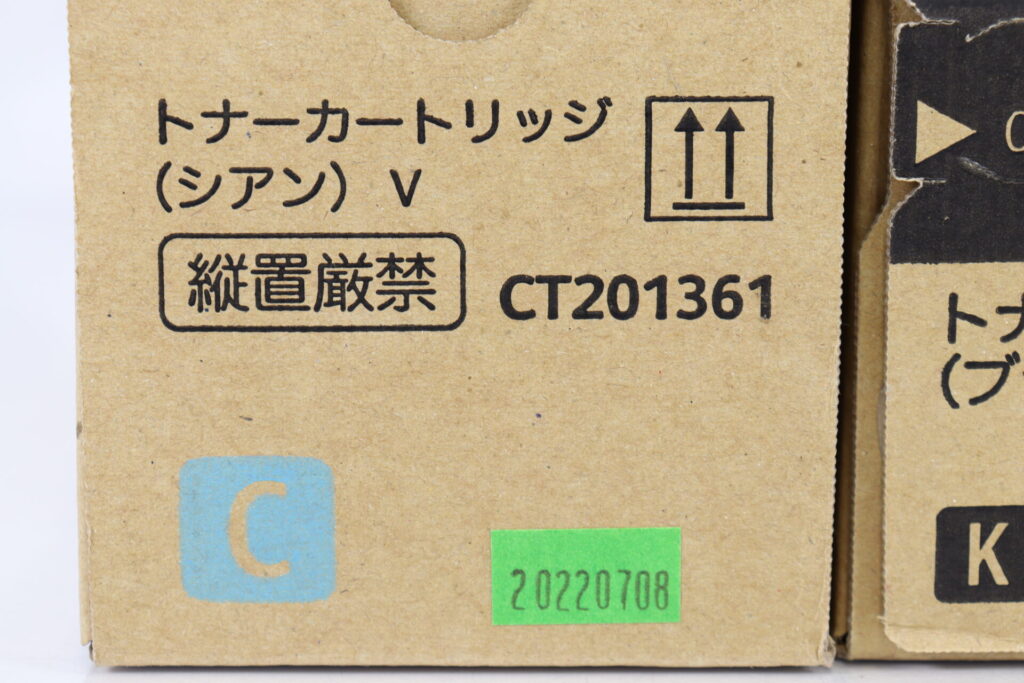 トナーカートリッジ
（シアン） V
縦置厳禁
CT201361
C
20220708
トナ
（ブ
K